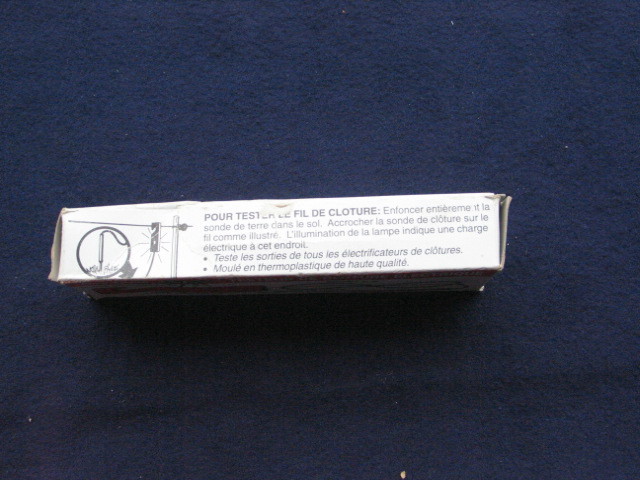 POUR TESTER LE FIL DE CLOTURE: Enfoncer entièrement la
sonde de terre dans le sol. Accrocher la sonde de clôture sur le
fil comme illustré. L'illumination de la lampe indique une charge
électrique à cet endroit.
• Teste les sorties de tous les électrificateurs de clôtures.
• Moulé en thermoplastique de haute qualité.